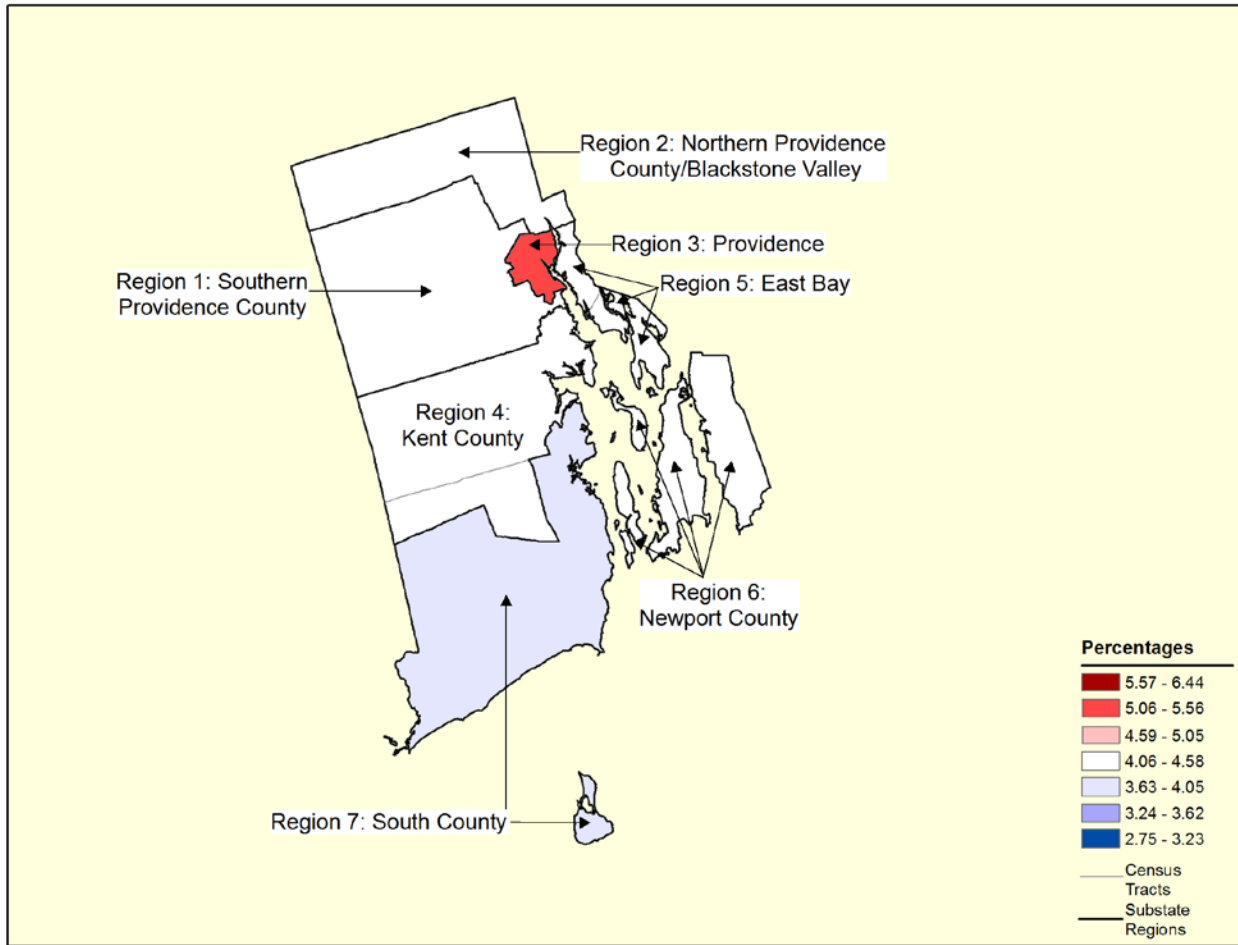 Region 2: Northern Providence
County/Blackstone Valley
Region 3: Providence
Region 1: Southern
Providence County
Region 5: East Bay
Region 4:
Kent County
Region 6:
Newport County
Region 7: South County
Percentages
5.57 - 6.44
5.06 - 5.56
4.59 - 5.05
4.06 - 4.58
3.63 - 4.05
3.24 - 3.62
2.75 - 3.23
Census
Tracts
Substate
Regions